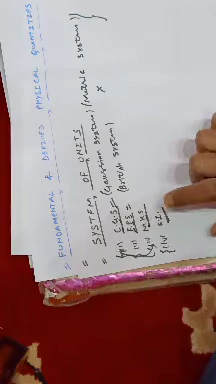 → FUNDAMENTAL & DERIVED PHYSICAL QUANTITIES
→ SYSTEM OF UNITS
→ (i) C.G.S. (Gaussian system) (Metric system)
(ii) F.P.S. (British system)
(iii) M.K.S.
(iv) S.I.